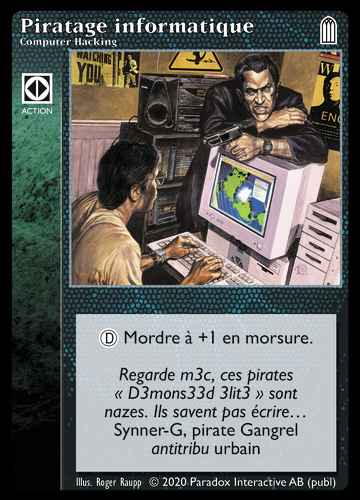 Piratage informatique
Computer Hacking
ACTION
WATCHING
YOU
W
EN
D Mordre à +1 en morsure.
Regarde m3c, ces pirates
« D3mons33d 3lit3 » sont
nazes. Ils savent pas écrire…
Synner-G, pirate Gangrel
antitribu urbain
Illus. Roger Raupp © 2020 Paradox Interactive AB (publ)